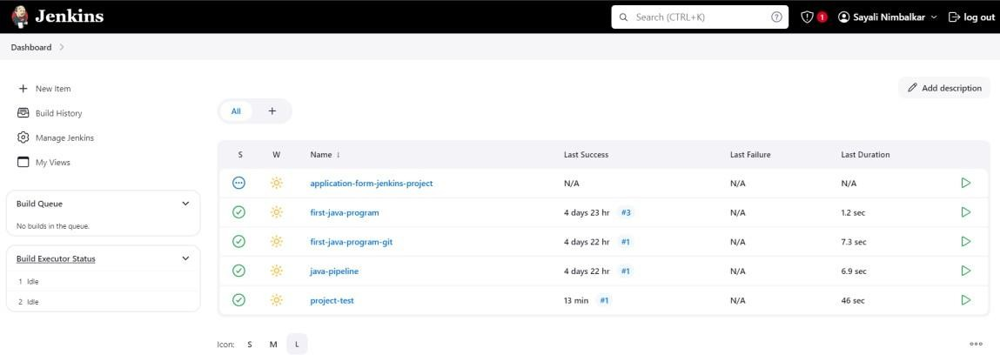 Jenkins
Search (CTRL+K)
?
1
Sayali Nimbalkar
log out
Dashboard
New Item
Build History
Manage Jenkins
My Views
Build Queue
No builds in the queue.
Build Executor Status
1 Idle
2 Idle
Add description
All +
S W Name ↓ Last Success Last Failure Last Duration
application-form-jenkins-project N/A N/A N/A
first-java-program 4 days 23 hr #3 N/A 1.2 sec
first-java-program-git 4 days 22 hr #1 N/A 7.3 sec
java-pipeline 4 days 22 hr #1 N/A 6.9 sec
project-test 13 min #1 N/A 46 sec
Icon: S M L